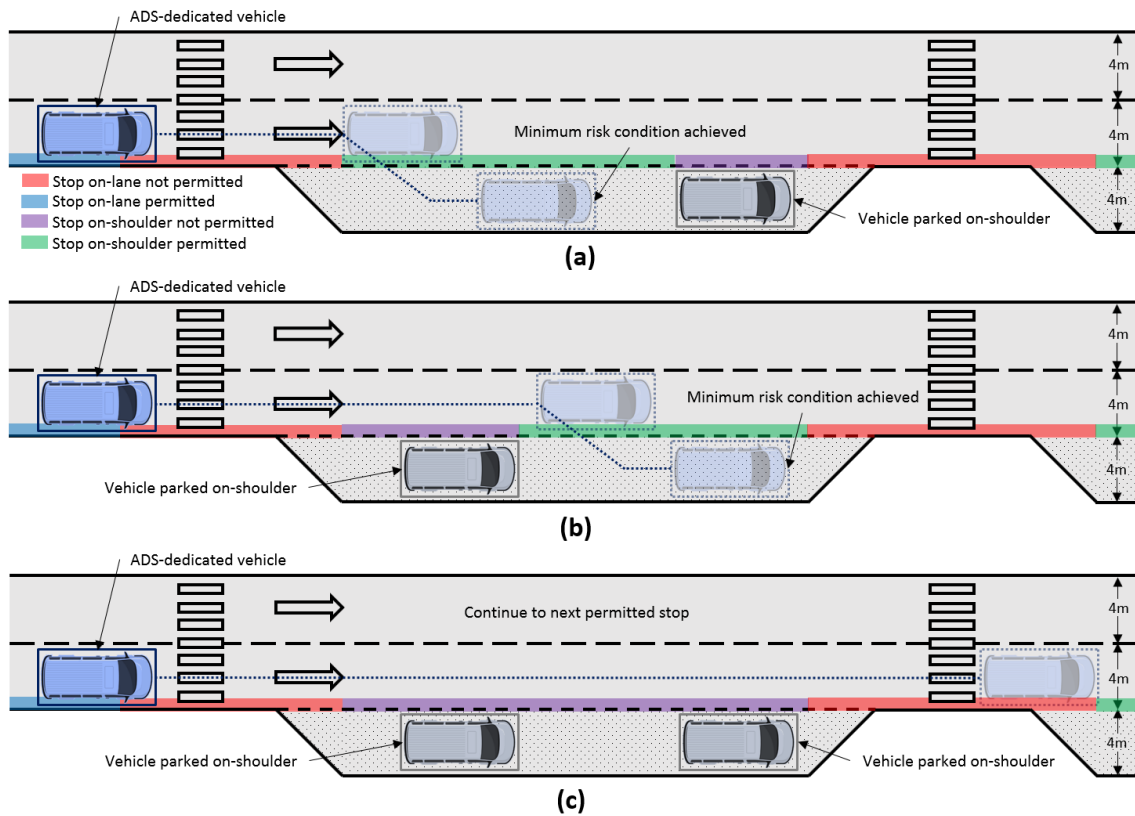 ADS-dedicated vehicle
4m
Minimum risk condition achieved
4m
Stop on-lane not permitted
Stop on-lane permitted
Stop on-shoulder not permitted
Stop on-shoulder permitted
4m
Vehicle parked on-shoulder
(a)
ADS-dedicated vehicle
4m
Minimum risk condition achieved
4m
4m
Vehicle parked on-shoulder
(b)
ADS-dedicated vehicle
Continue to next permitted stop
4m
4m
4m
Vehicle parked on-shoulder
Vehicle parked on-shoulder
(c)